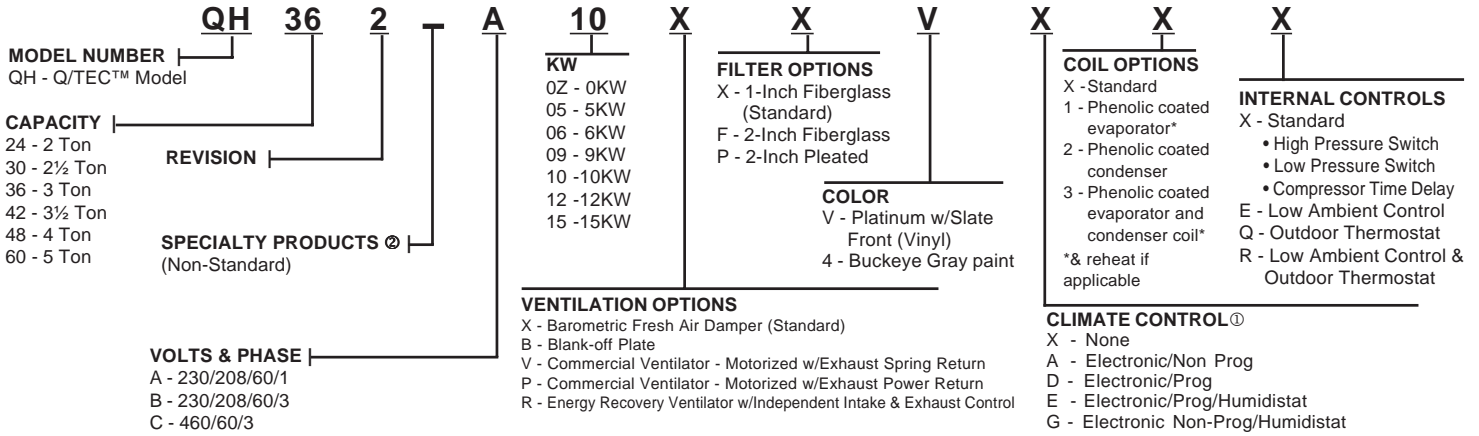 QH 36 2 – A 10 X X V X X X
MODEL NUMBER
QH - Q/TEC™ Model
CAPACITY
24 - 2 Ton
30 - 2½ Ton
36 - 3 Ton
42 - 3½ Ton
48 - 4 Ton
60 - 5 Ton
REVISION
SPECIALTY PRODUCTS ②
(Non-Standard)
VOLTS & PHASE
A - 230/208/60/1
B - 230/208/60/3
C - 460/60/3
KW
0Z - 0KW
05 - 5KW
06 - 6KW
09 - 9KW
10 -10KW
12 -12KW
15 -15KW
VENTILATION OPTIONS
X - Barometric Fresh Air Damper (Standard)
B - Blank-off Plate
V - Commercial Ventilator - Motorized w/Exhaust Spring Return
P - Commercial Ventilator - Motorized w/Exhaust Power Return
R - Energy Recovery Ventilator w/Independent Intake & Exhaust Control
FILTER OPTIONS
X - 1-Inch Fiberglass
(Standard)
F - 2-Inch Fiberglass
P - 2-Inch Pleated
COLOR
V - Platinum w/Slate
Front (Vinyl)
4 - Buckeye Gray paint
CLIMATE CONTROL①
X - None
A - Electronic/Non Prog
D - Electronic/Prog
E - Electronic/Prog/Humidistat
G - Electronic Non-Prog/Humidistat
COIL OPTIONS
X -Standard
1 - Phenolic coated
evaporator*
2 - Phenolic coated
condenser
3 - Phenolic coated
evaporator and
condenser coil*
*& reheat if
applicable
INTERNAL CONTROLS
X - Standard
• High Pressure Switch
• Low Pressure Switch
• Compressor Time Delay
E - Low Ambient Control
Q - Outdoor Thermostat
R - Low Ambient Control &
Outdoor Thermostat